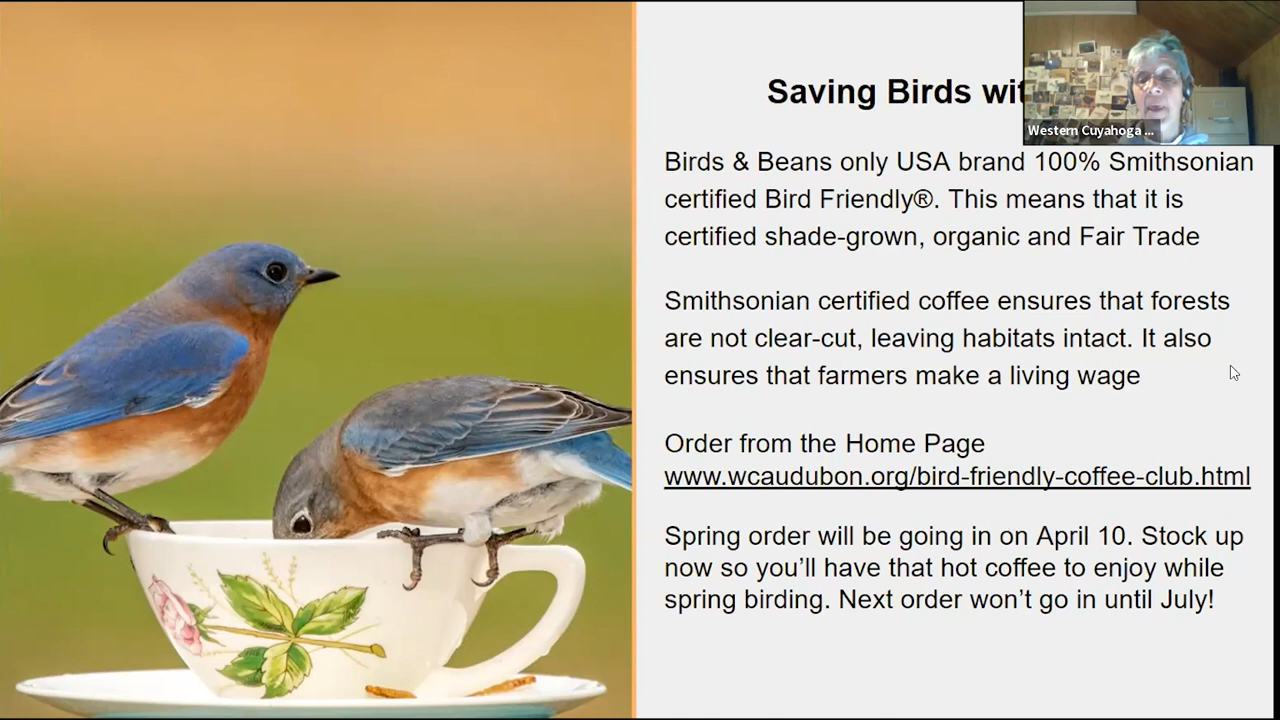 Saving Birds wit
Western Cuyahoga ...
Birds & Beans only USA brand 100% Smithsonian
certified Bird Friendly®. This means that it is
certified shade-grown, organic and Fair Trade
Smithsonian certified coffee ensures that forests
are not clear-cut, leaving habitats intact. It also
ensures that farmers make a living wage
Order from the Home Page
www.wcaudubon.org/bird-friendly-coffee-club.html
Spring order will be going in on April 10. Stock up
now so you’ll have that hot coffee to enjoy while
spring birding. Next order won’t go in until July!